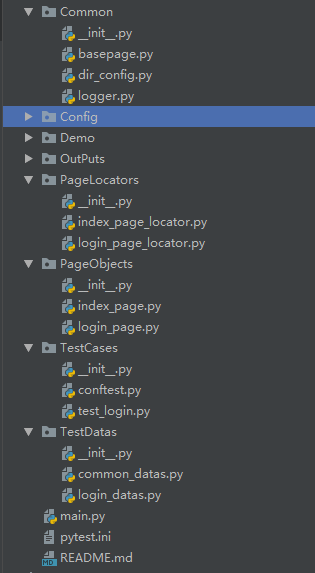 Common
__init__.py
basepage.py
dir_config.py
logger.py
Config
Demo
OutPuts
PageLocators
__init__.py
index_page_locator.py
login_page_locator.py
PageObjects
__init__.py
index_page.py
login_page.py
TestCases
__init__.py
conftest.py
test_login.py
TestDatas
__init__.py
common_datas.py
login_datas.py
main.py
pytest.ini
MD README.md